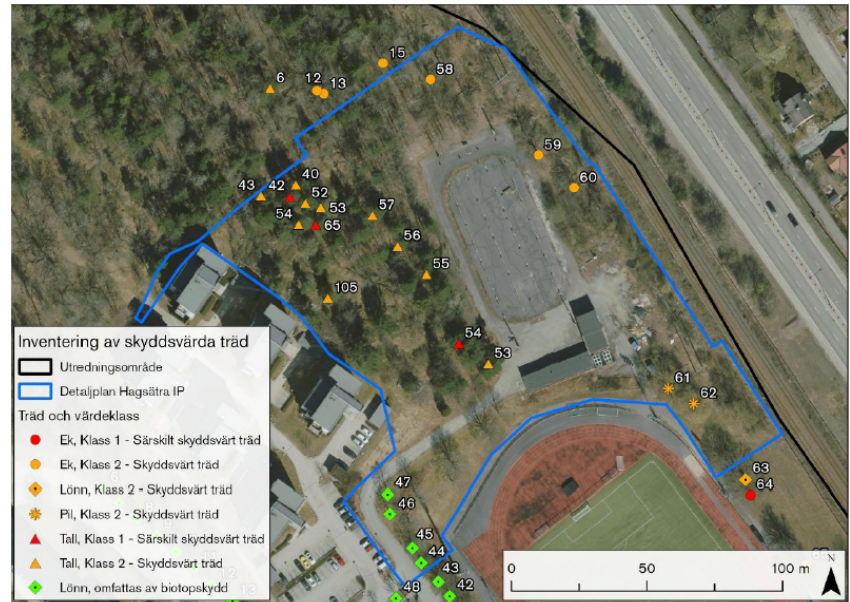 15
6
12
13
58
59
60
40
43
42
52
53
54
65
57
56
55
105
54
53
61
62
63
64
47
46
45
44
43
48
42
Inventering av skyddsvärda träd
Utredningsområde
Detaljplan Hagsätra IP
Träd och värdeklass
Ek, Klass 1 - Särskilt skyddsvärt träd
Ek, Klass 2 - Skyddsvärt träd
Lönn, Klass 2 - Skyddsvärt träd
Pil, Klass 2 - Skyddsvärt träd
Tall, Klass 1 - Särskilt skyddsvärt träd
Tall, Klass 2 - Skyddsvärt träd
Lönn, omfattas av biotopskydd
N
0 50 100 m